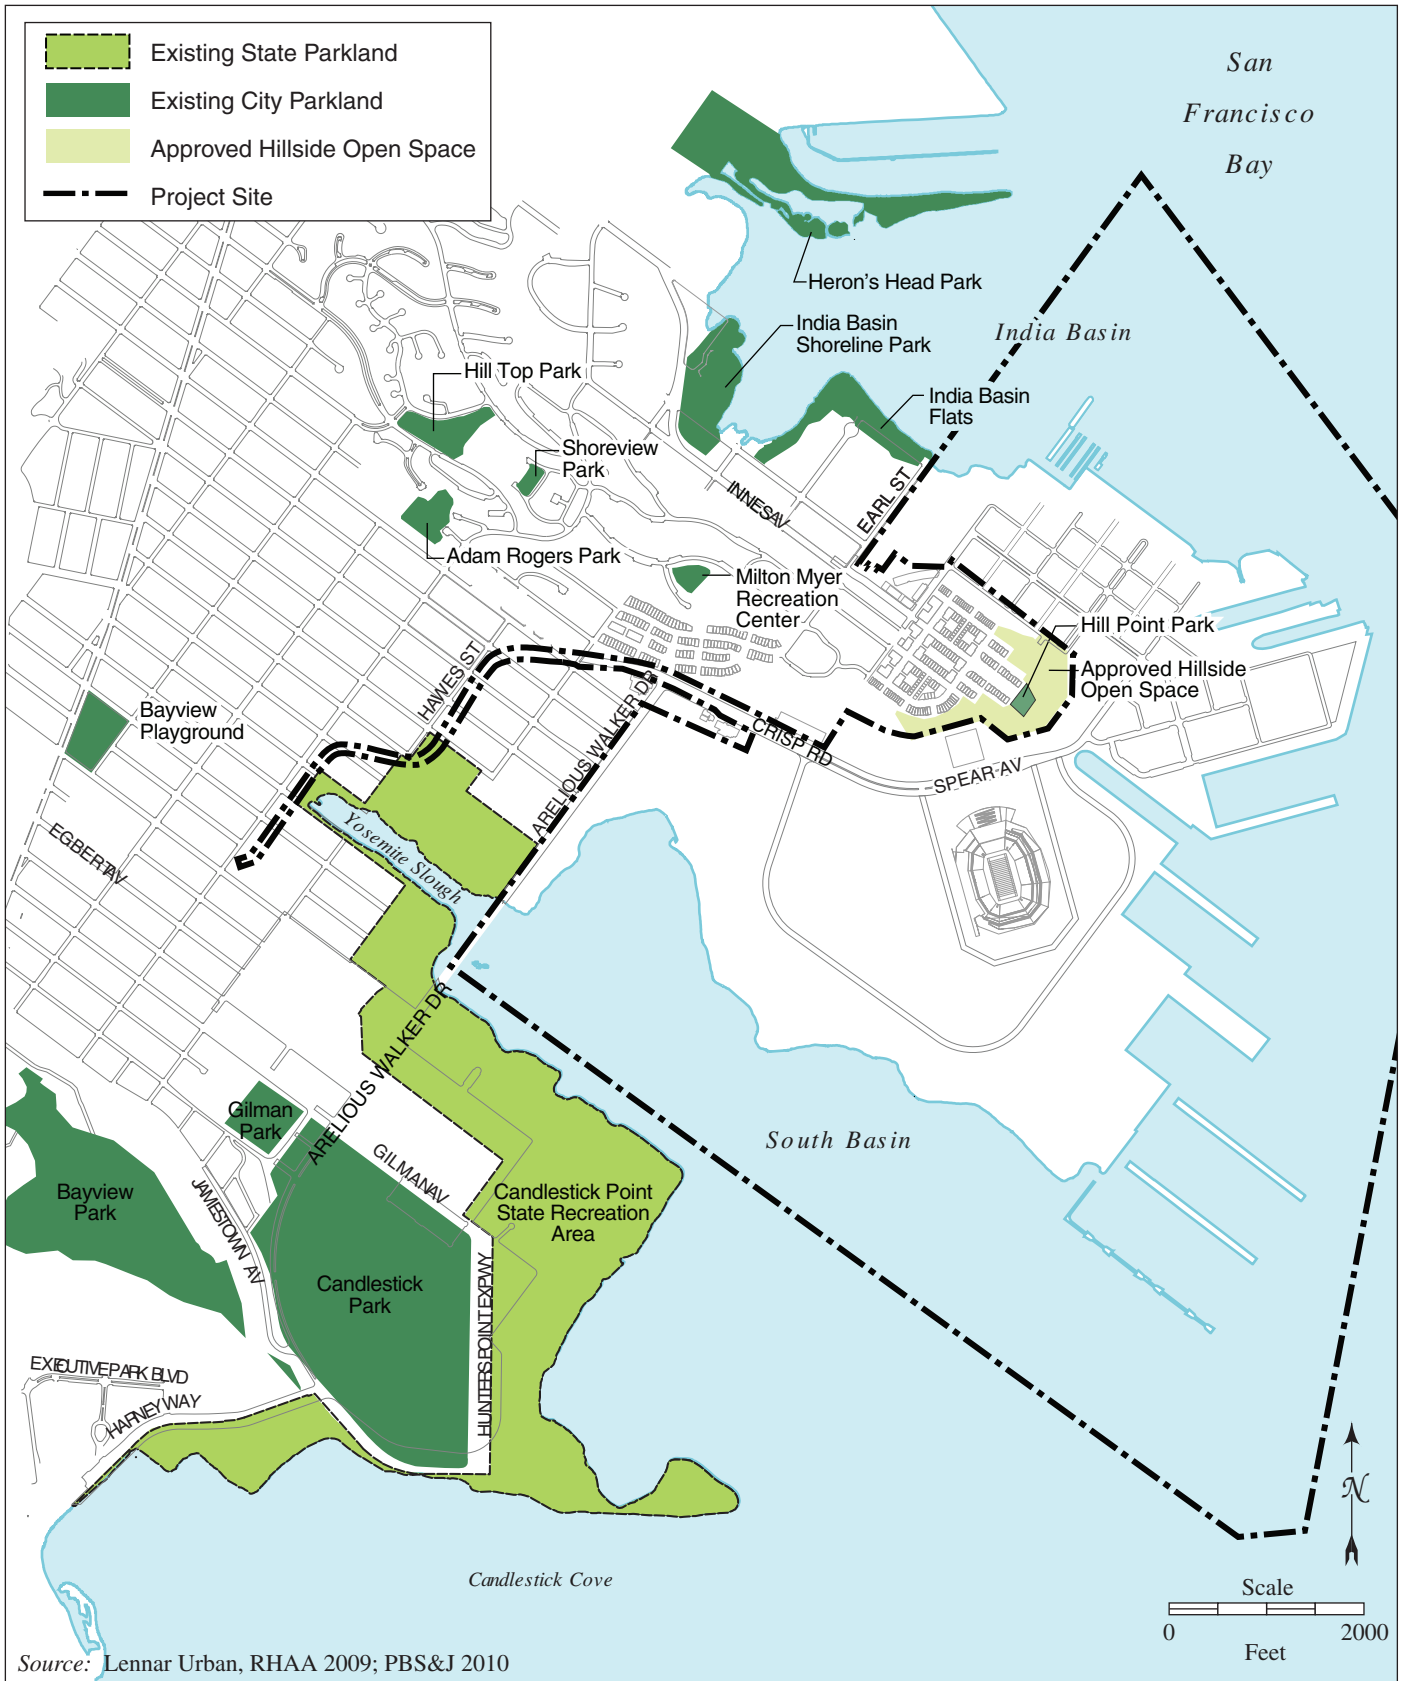 Existing State Parkland
Existing City Parkland
Approved Hillside Open Space
Project Site
San
Francisco
Bay
Heron's Head Park
India Basin
Shoreline Park
India Basin
India Basin
Flats
Hill Top Park
Shoreview
Park
INNES AV
EARL ST
Adam Rogers Park
Milton Myer
Recreation
Center
Hill Point Park
Approved Hillside
Open Space
HAWES ST
ARELIOUS WALKER DR
CRISP RD
SPEAR AV
Bayview
Playground
EGBERT AV
Yosemite Slough
ARELIOUS WALKER DR
Gilman
Park
GILMAN AV
South Basin
Bayview
Park
JAMESTOWN AV
Candlestick Point
State Recreation
Area
Candlestick
Park
HUNTERS POINT EXPWY
EXECUTIVE PARK BLVD
HARNEY WAY
N
Candlestick Cove
Scale
0 2000
Feet
Source: Lennar Urban, RHAA 2009; PBS&J 2010